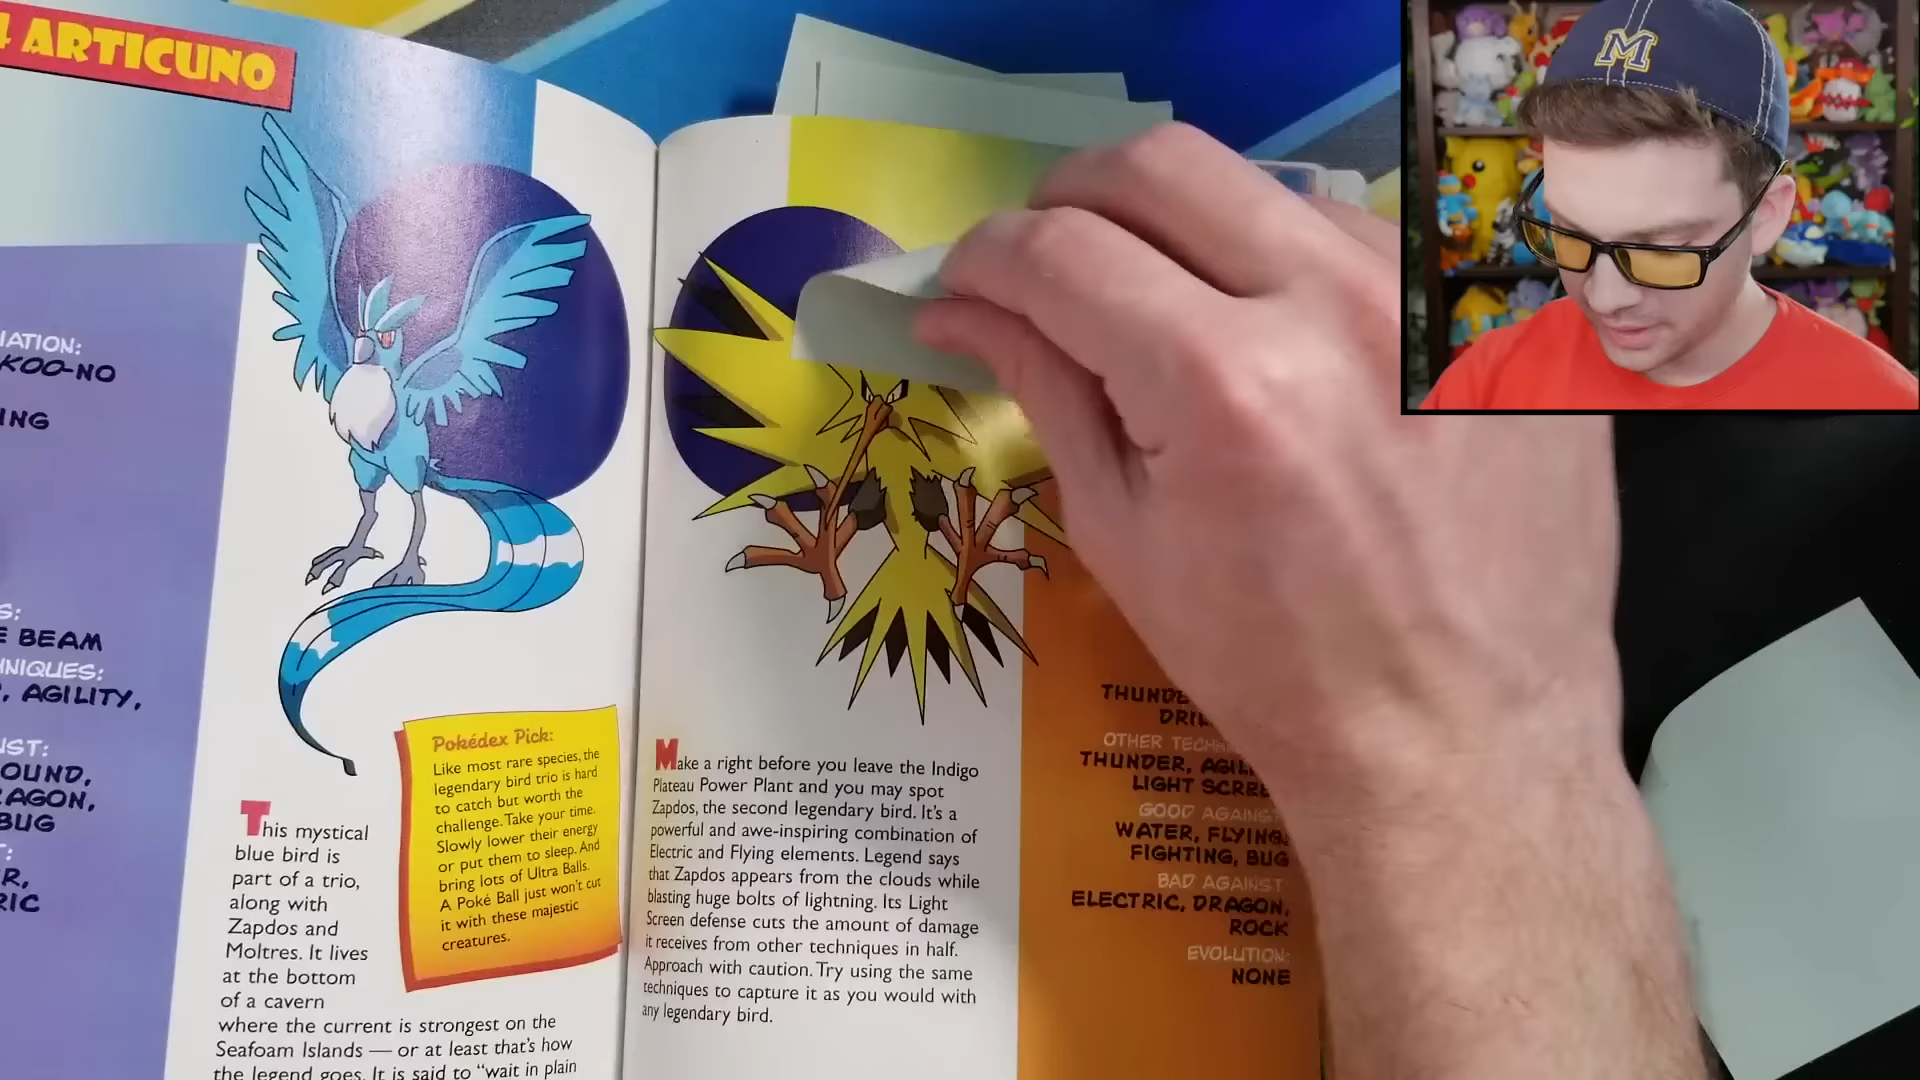 4 ARTICUNO
M
KOO-NO
E BEAM
, AGILITY,
OUND,
BUG
This mystical
blue bird is
part of a trio,
along with
Zapdos and
Moltres. It lives
at the bottom
of a cavern
where the current is strongest on the
Seafoam Islands — or at least that's how
the legend goes. It is said to "wait in plain
Pokédex Pick:
Like most rare species, the
legendary bird trio is hard
to catch but worth the
challenge. Take your time.
Slowly lower their energy
or put them to sleep. And
bring lots of Ultra Balls.
A Poké Ball just won't cut
it with these majestic
creatures.
Make a right before you leave the Indigo
Plateau Power Plant and you may spot
Zapdos, the second legendary bird. It's a
powerful and awe-inspiring combination of
Electric and Flying elements. Legend says
that Zapdos appears from the clouds while
blasting huge bolts of lightning. Its Light
Screen defense cuts the amount of damage
it receives from other techniques in half.
Approach with caution. Try using the same
techniques to capture it as you would with
any legendary bird.
THUNDE
DRI
OTHER TECH
THUNDER, AGIL
LIGHT SCREE
GOOD AGAINST
WATER, FLYING,
FIGHTING, BUG
BAD AGAINST
ELECTRIC, DRAGON,
ROCK
EVOLUTION:
NONE